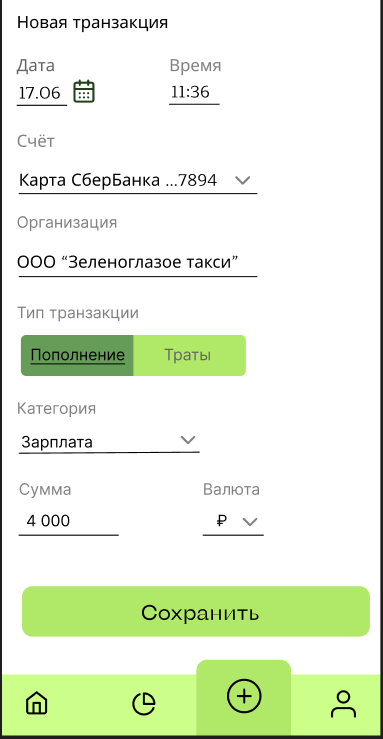 Новая транзакция
Дата Время
17.06 11:36
Счёт
Карта СберБанка ...7894
Организация
ООО “Зеленоглазое такси”
Тип транзакции
Пополнение Траты
Категория
Зарплата
Сумма Валюта
4 000 ₽
Сохранить